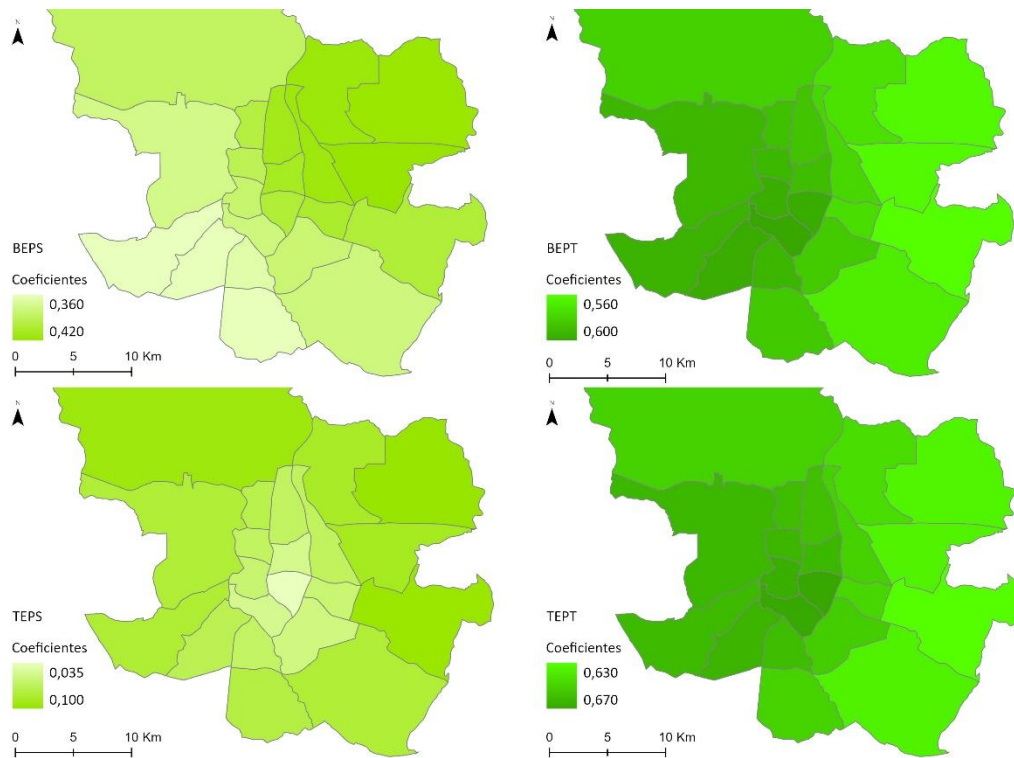 N
BEPS
Coeficientes
0,360
0,420
0 5 10 Km
N
BEPT
Coeficientes
0,560
0,600
0 5 10 Km
N
TEPS
Coeficientes
0,035
0,100
0 5 10 Km
N
TEPT
Coeficientes
0,630
0,670
0 5 10 Km